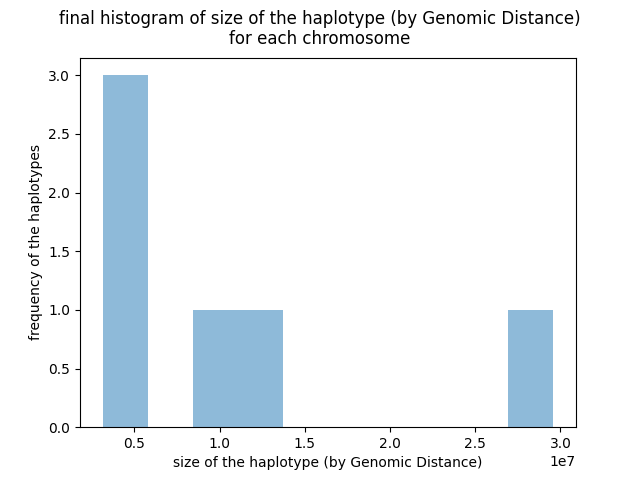 final histogram of size of the haplotype (by Genomic Distance)
for each chromosome
frequency of the haplotypes
3.0
2.5
2.0
1.5
1.0
0.5
0.0
0.5 1.0 1.5 2.0 2.5 3.0
1e7
size of the haplotype (by Genomic Distance)